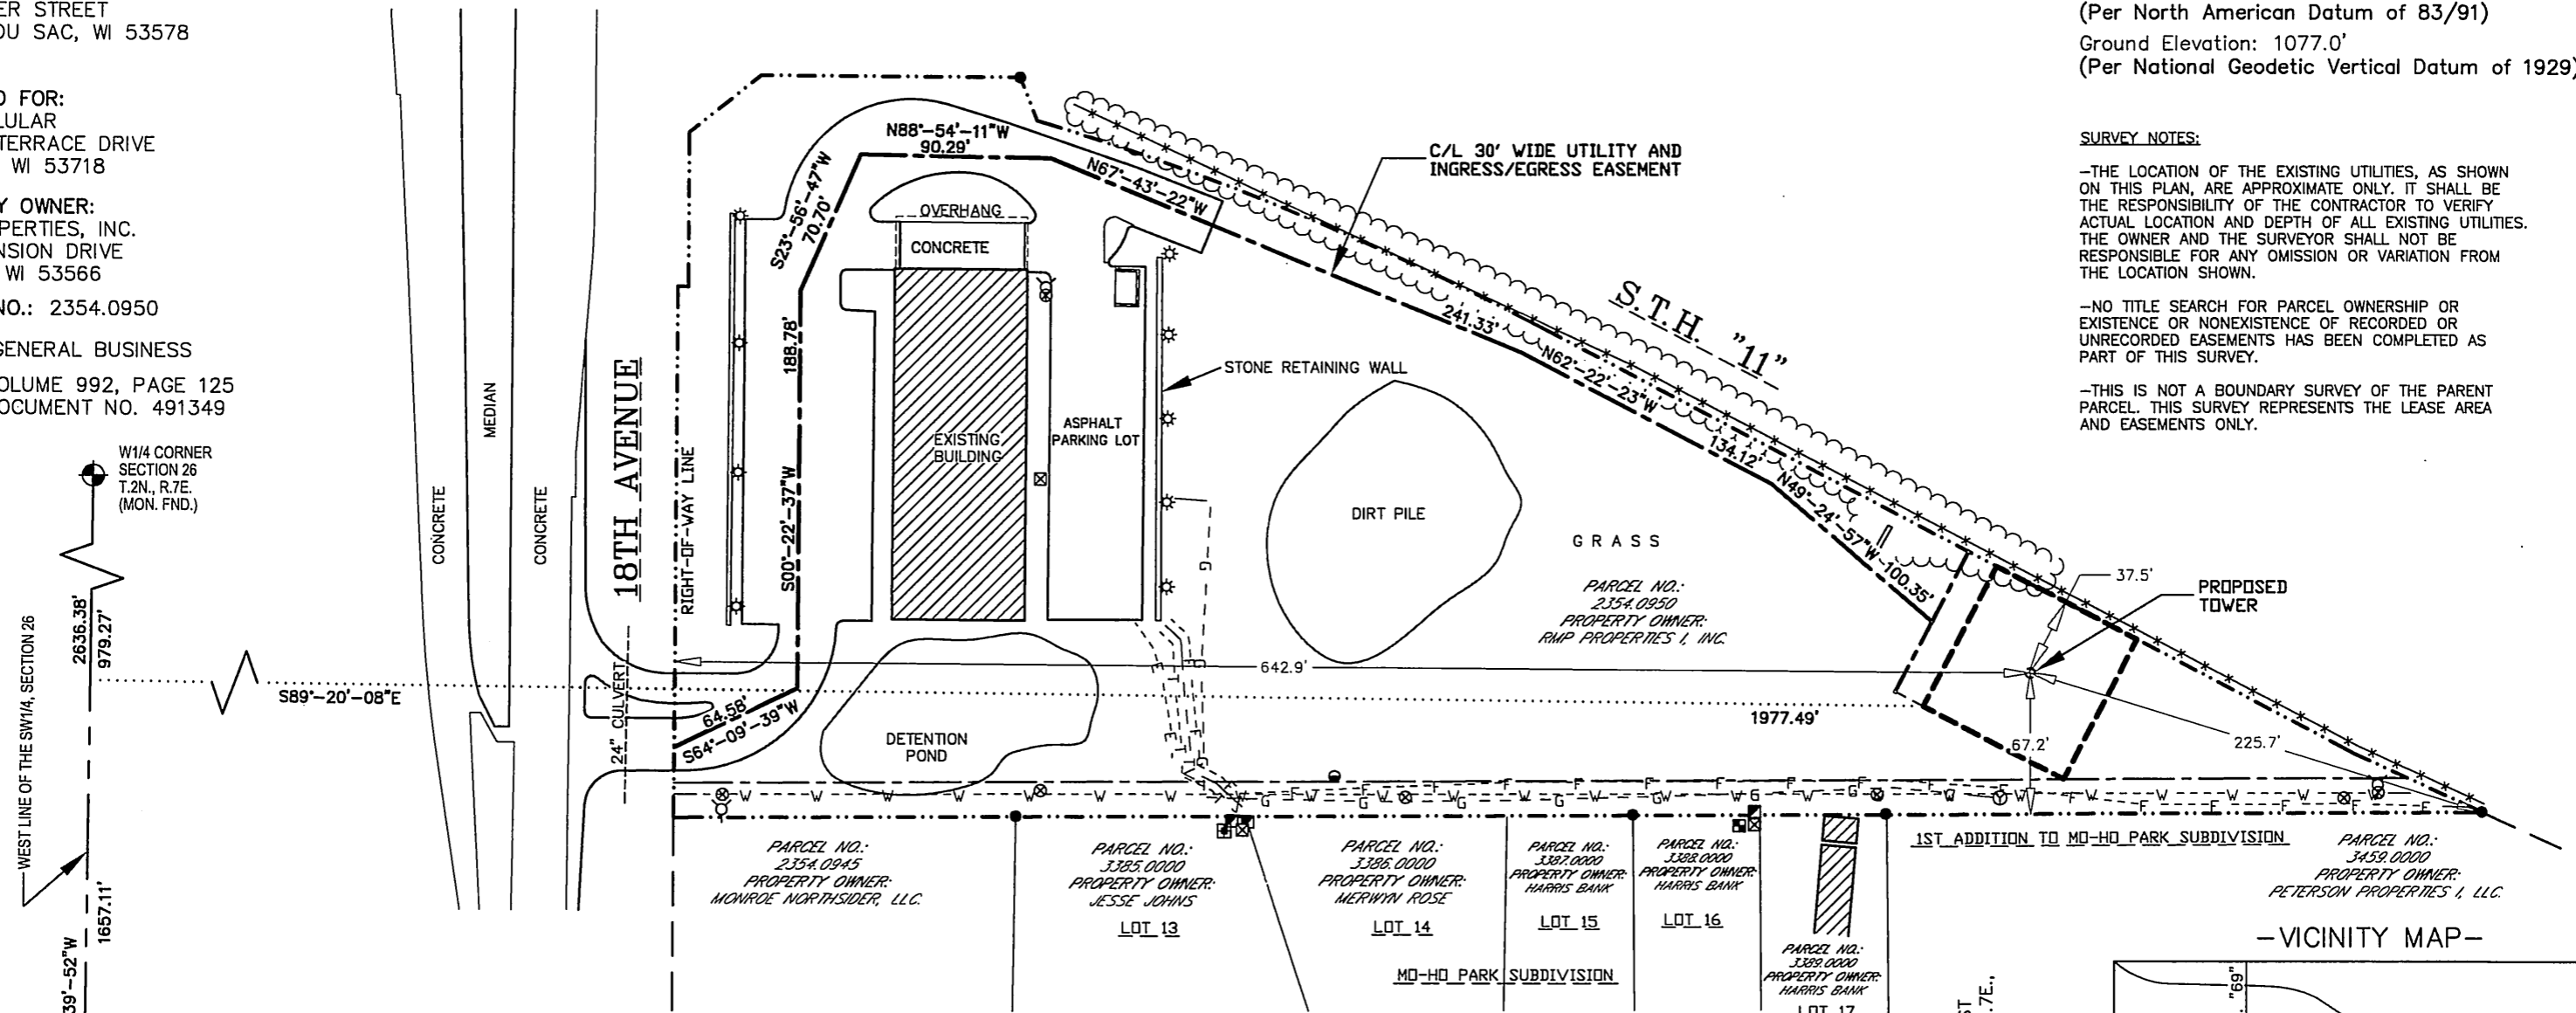 ER STREET
OU SAC, WI 53578
D FOR:
LULAR
TERRACE DRIVE
WI 53718
Y OWNER:
PERTIES, INC.
NSION DRIVE
WI 53566
NO.: 2354.0950
GENERAL BUSINESS
OLUME 992, PAGE 125
OCUMENT NO. 491349
W1/4 CORNER
SECTION 26
T.2N., R.7E.
(MON. FND.)
WEST LINE OF THE SW1/4, SECTION 26
2636.38'
979.27'
1657.11'
39'-52"W
S89°-20'-08"E
CONCRETE
MEDIAN
CONCRETE
18TH AVENUE
RIGHT-OF-WAY LINE
24" CULVERT
64.58'
S64°-09'-39"W
S00°-22'-37"W
188.78'
S23°-56'-47"W
70.70'
N88°-54'-11"W
90.29'
N67°-43'-22"W
241.33'
N62°-22'-23"W
134.12'
N49°-24'-57"W
100.35'
OVERHANG
CONCRETE
EXISTING
BUILDING
ASPHALT
PARKING LOT
STONE RETAINING WALL
C/L 30' WIDE UTILITY AND
INGRESS/EGRESS EASEMENT
S.T.H. "11"
DIRT PILE
GRASS
PARCEL NO.:
2354.0950
PROPERTY OWNER:
RMP PROPERTIES I, INC.
DETENTION
POND
642.9'
1977.49'
37.5'
PROPOSED
TOWER
67.2'
225.7'
(Per North American Datum of 83/91)
Ground Elevation: 1077.0'
(Per National Geodetic Vertical Datum of 1929)
SURVEY NOTES:
-THE LOCATION OF THE EXISTING UTILITIES, AS SHOWN
ON THIS PLAN, ARE APPROXIMATE ONLY. IT SHALL BE
THE RESPONSIBILITY OF THE CONTRACTOR TO VERIFY
ACTUAL LOCATION AND DEPTH OF ALL EXISTING UTILITIES.
THE OWNER AND THE SURVEYOR SHALL NOT BE
RESPONSIBLE FOR ANY OMISSION OR VARIATION FROM
THE LOCATION SHOWN.
-NO TITLE SEARCH FOR PARCEL OWNERSHIP OR
EXISTENCE OR NONEXISTENCE OF RECORDED OR
UNRECORDED EASEMENTS HAS BEEN COMPLETED AS
PART OF THIS SURVEY.
-THIS IS NOT A BOUNDARY SURVEY OF THE PARENT
PARCEL. THIS SURVEY REPRESENTS THE LEASE AREA
AND EASEMENTS ONLY.
PARCEL NO.:
2354.0945
PROPERTY OWNER:
MONROE NORTHSIDER, LLC.
PARCEL NO.:
3385.0000
PROPERTY OWNER:
JESSE JOHNS
LOT 13
PARCEL NO.:
3386.0000
PROPERTY OWNER:
MERWYN ROSE
LOT 14
PARCEL NO.:
3387.0000
PROPERTY OWNER:
HARRIS BANK
LOT 15
PARCEL NO.:
3388.0000
PROPERTY OWNER:
HARRIS BANK
LOT 16
PARCEL NO.:
3389.0000
PROPERTY OWNER:
HARRIS BANK
LOT 17
MO-HO PARK SUBDIVISION
1ST ADDITION TO MO-HO PARK SUBDIVISION
PARCEL NO.:
3459.0000
PROPERTY OWNER:
PETERSON PROPERTIES I, LLC.
-VICINITY MAP-
"69"
7E.,